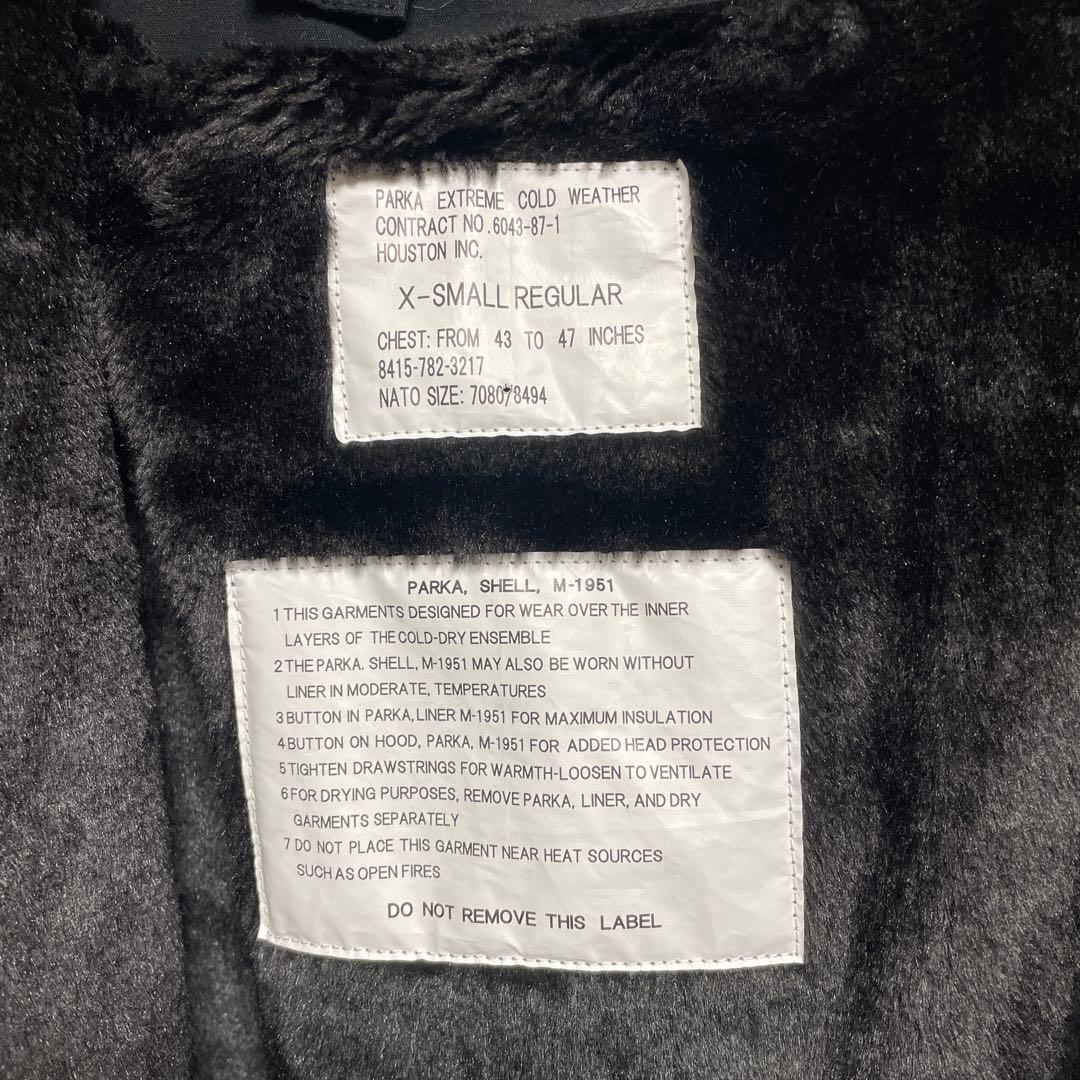 PARKA EXTREME COLD WEATHER
CONTRACT NO.6043-87-1
HOUSTON INC.
X-SMALL REGULAR
CHEST: FROM 43 TO 47 INCHES
8415-782-3217
NATO SIZE: 708078494
PARKA, SHELL, M-1951
1 THIS GARMENTS DESIGNED FOR WEAR OVER THE INNER
LAYERS OF THE COLD-DRY ENSEMBLE
2 THE PARKA. SHELL, M-1951 MAY ALSO BE WORN WITHOUT
LINER IN MODERATE, TEMPERATURES
3 BUTTON IN PARKA, LINER M-1951 FOR MAXIMUM INSULATION
4 BUTTON ON HOOD, PARKA, M-1951 FOR ADDED HEAD PROTECTION
5 TIGHTEN DRAWSTRINGS FOR WARMTH-LOOSEN TO VENTILATE
6 FOR DRYING PURPOSES, REMOVE PARKA, LINER, AND DRY
GARMENTS SEPARATELY
7 DO NOT PLACE THIS GARMENT NEAR HEAT SOURCES
SUCH AS OPEN FIRES
DO NOT REMOVE THIS LABEL